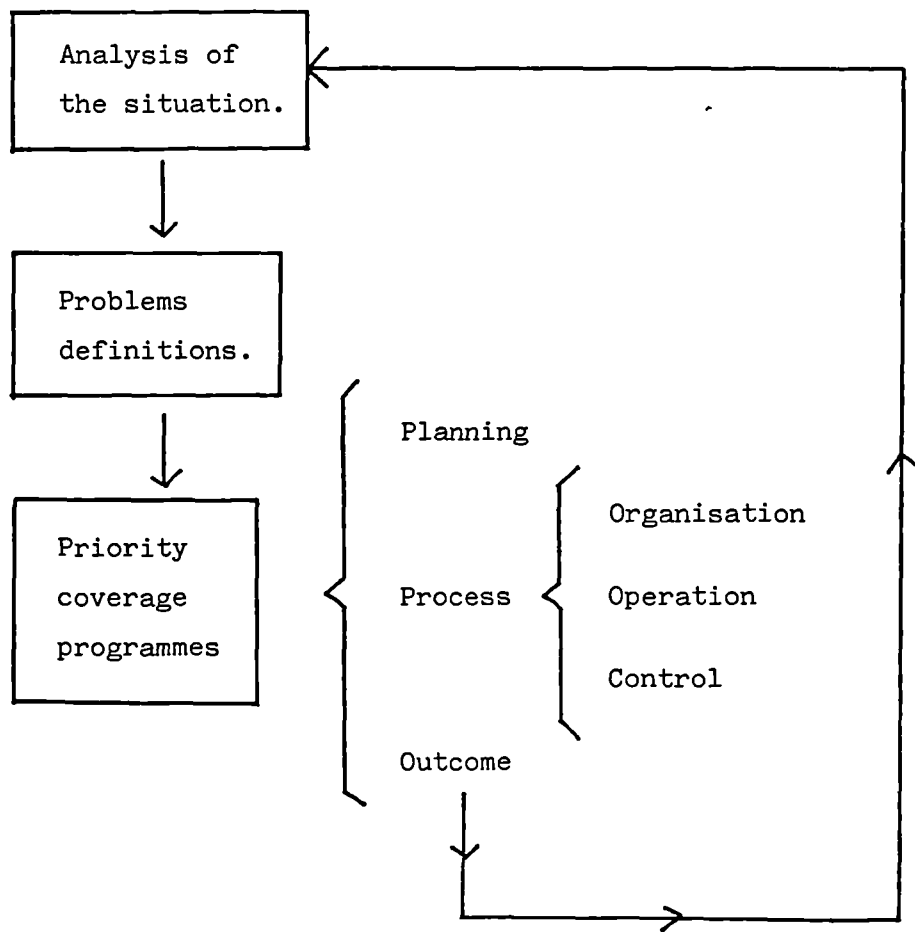 Analysis of
the situation.
Problems
definitions.
Priority
coverage
programmes
Planning
Process
Outcome
Organisation
Operation
Control